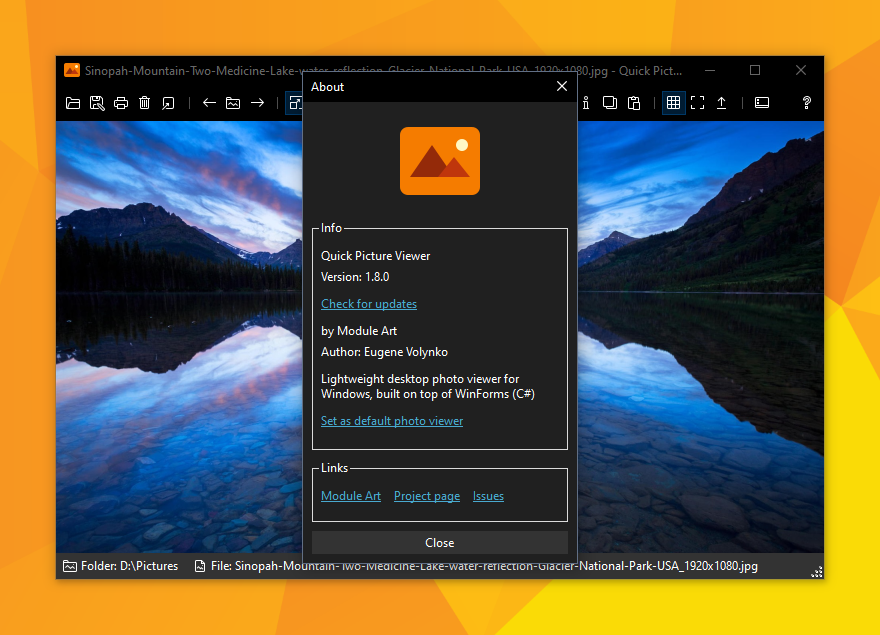 Sinopah-Mountain-Two-Medicine-Lake-water-reflection-Glacier-National-Park-USA_1920x1080.jpg - Quick Pict...
About
Info
Quick Picture Viewer
Version: 1.8.0
Check for updates
by Module Art
Author: Eugene Volynko
Lightweight desktop photo viewer for
Windows, built on top of WinForms (C#)
Set as default photo viewer
Links
Module Art Project page Issues
Close
Folder: D:\Pictures File: Sinopah-Mountain-Two-Medicine-Lake-water-reflection-Glacier-National-Park-USA_1920x1080.jpg